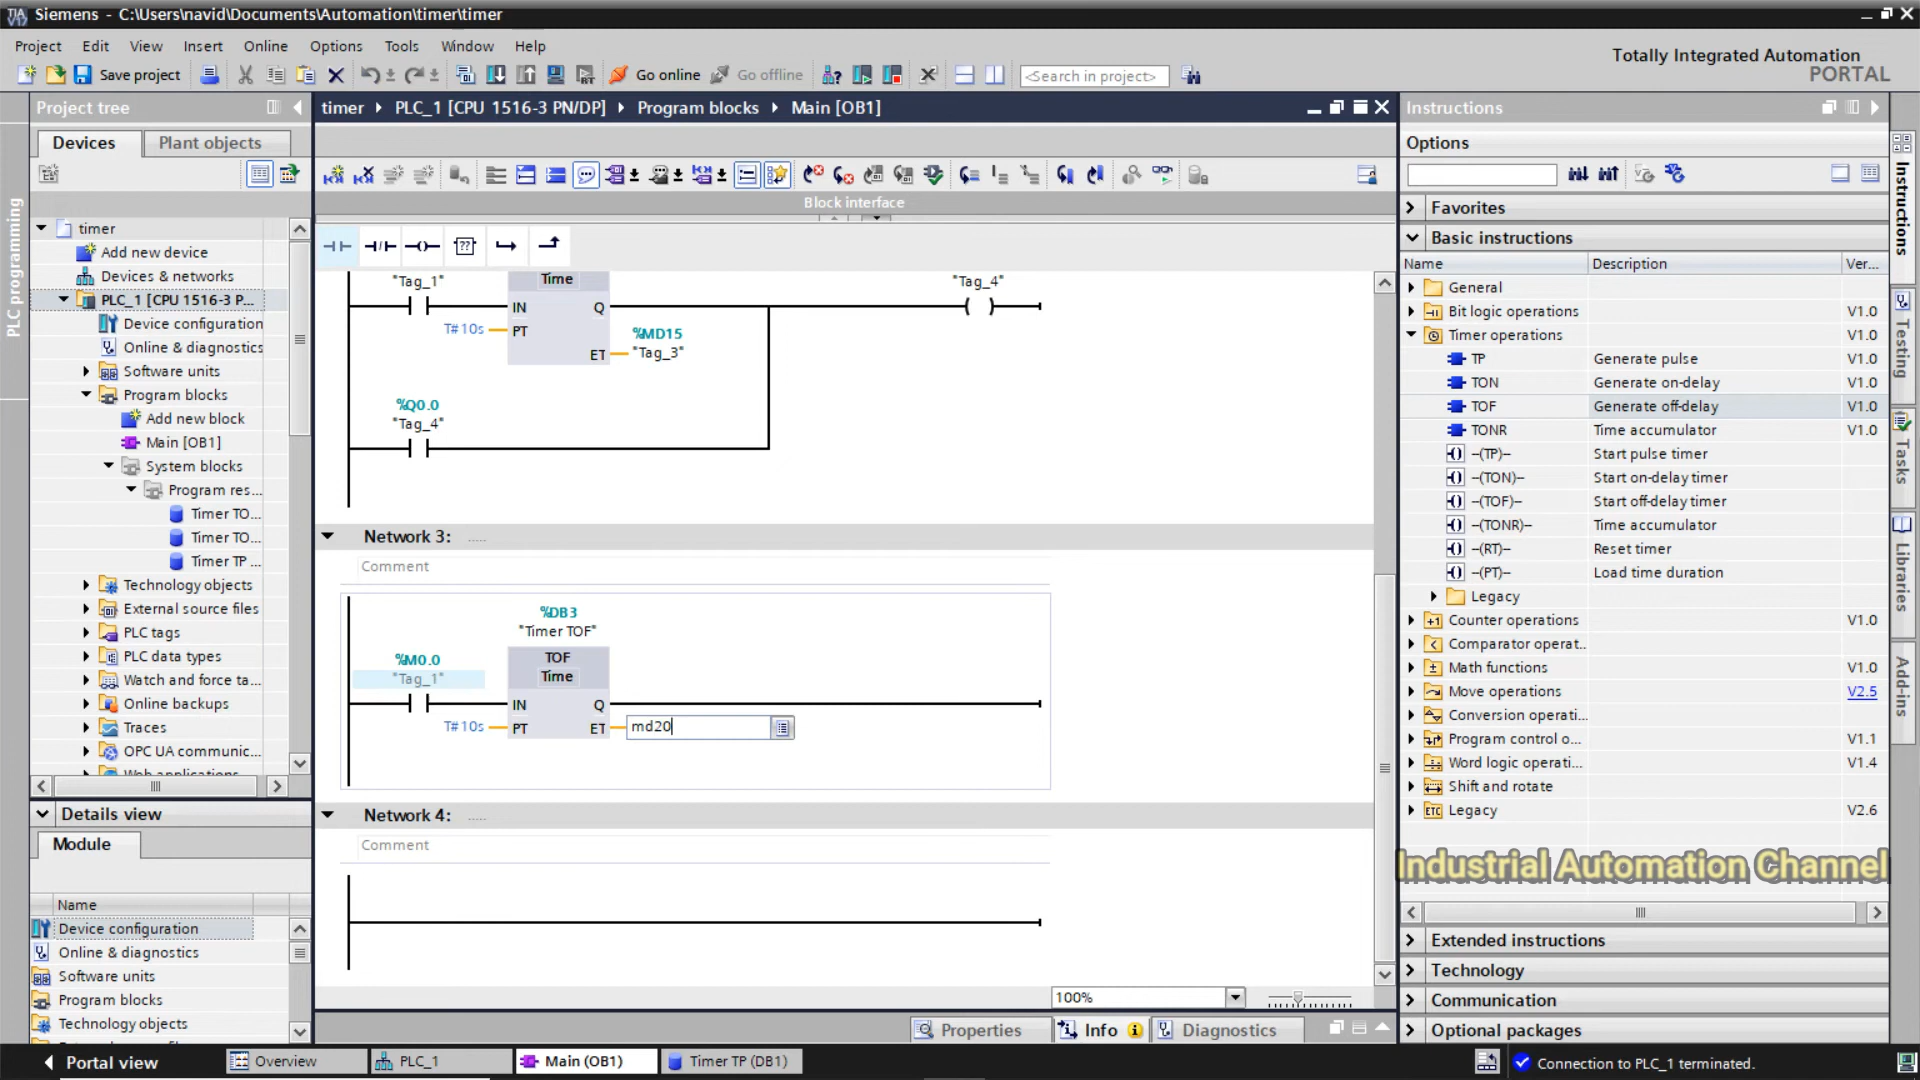 Siemens - C:\Users\navid\Documents\Automation\timer\timer
Project Edit View Insert Online Options Tools Window Help
Totally Integrated Automation
PORTAL
Save project
Go online
Go offline
<Search in project>
Project tree
timer PLC_1 [CPU 1516-3 PN/DP] Program blocks Main [OB1]
Instructions
Devices
Plant objects
Options
Block interface
PLC programming
timer
Add new device
Devices & networks
PLC_1 [CPU 1516-3 P...
Device configuration
Online & diagnostics
Software units
Program blocks
Add new block
Main [OB1]
System blocks
Program res...
Timer TO...
Timer TO...
Timer TP ...
Technology objects
External source files
PLC tags
PLC data types
Watch and force ta...
Online backups
Traces
OPC UA communic...
Web applications
Details view
Module
Name
Device configuration
Online & diagnostics
Software units
Program blocks
Technology objects
??
"Tag_1"
Time
"Tag_4"
IN Q
T#10s PT
%MD15
ET "Tag_3"
%Q0.0
"Tag_4"
Network 3: .....
Comment
%DB3
"Timer TOF"
%M0.0
TOF
"Tag_1"
Time
IN Q
T#10s PT ET md20
Network 4: .....
Comment
100%
Properties
Info
Diagnostics
Favorites
Basic instructions
Name Description Ver...
General
Bit logic operations V1.0
Timer operations V1.0
TP Generate pulse V1.0
TON Generate on-delay V1.0
TOF Generate off-delay V1.0
TONR Time accumulator V1.0
–(TP)– Start pulse timer
–(TON)– Start on-delay timer
–(TOF)– Start off-delay timer
–(TONR)– Time accumulator
–(RT)– Reset timer
–(PT)– Load time duration
Legacy
Counter operations V1.0
Comparator operat..
Math functions V1.0
Move operations V2.5
Conversion operati...
Program control o... V1.1
Word logic operati... V1.4
Shift and rotate
Legacy V2.6
Industrial Automation Channel
Extended instructions
Technology
Communication
Optional packages
Instructions
Testing
Tasks
Libraries
Add-ins
Portal view
Overview
PLC_1
Main (OB1)
Timer TP (DB1)
Connection to PLC_1 terminated.